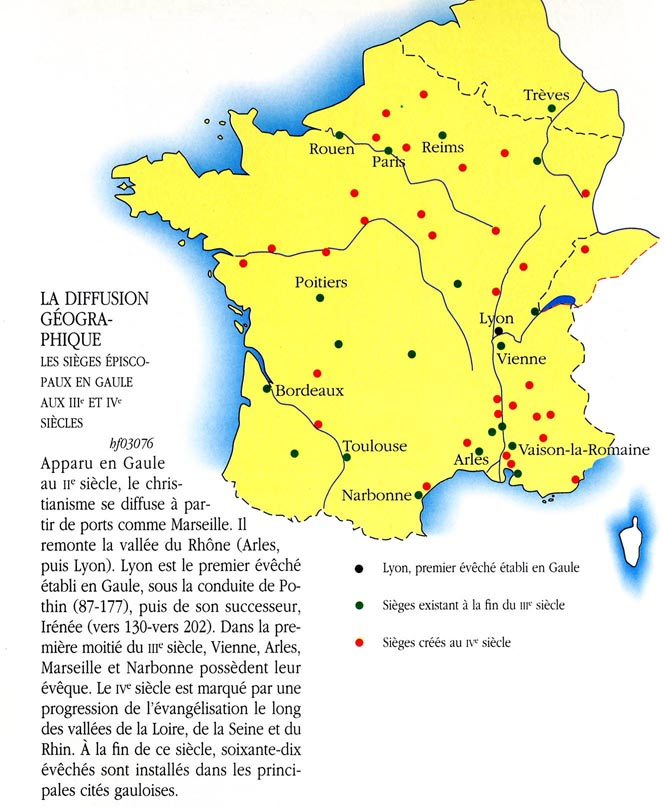 Trèves
Rouen
Paris
Reims
Poitiers
Lyon
Vienne
Bordeaux
Toulouse
Arles
Vaison-la-Romaine
Narbonne
LA DIFFUSION
GÉOGRA-
PHIQUE
LES SIÈGES ÉPISCO-
PAUX EN GAULE
AUX IIIe ET IVe
SIÈCLES
hf03076
Apparu en Gaule
au IIe siècle, le chris-
tianisme se diffuse à par-
tir de ports comme Marseille. Il
remonte la vallée du Rhône (Arles,
puis Lyon). Lyon est le premier évêché
établi en Gaule, sous la conduite de Po-
thin (87-177), puis de son successeur,
Irénée (vers 130-vers 202). Dans la pre-
mière moitié du IIIe siècle, Vienne, Arles,
Marseille et Narbonne possèdent leur
évêque. Le IVe siècle est marqué par une
progression de l'évangélisation le long
des vallées de la Loire, de la Seine et du
Rhin. À la fin de ce siècle, soixante-dix
évêchés sont installés dans les princi-
pales cités gauloises.
Lyon, premier évêché établi en Gaule
Sièges existant à la fin du IIIe siècle
Sièges créés au IVe siècle